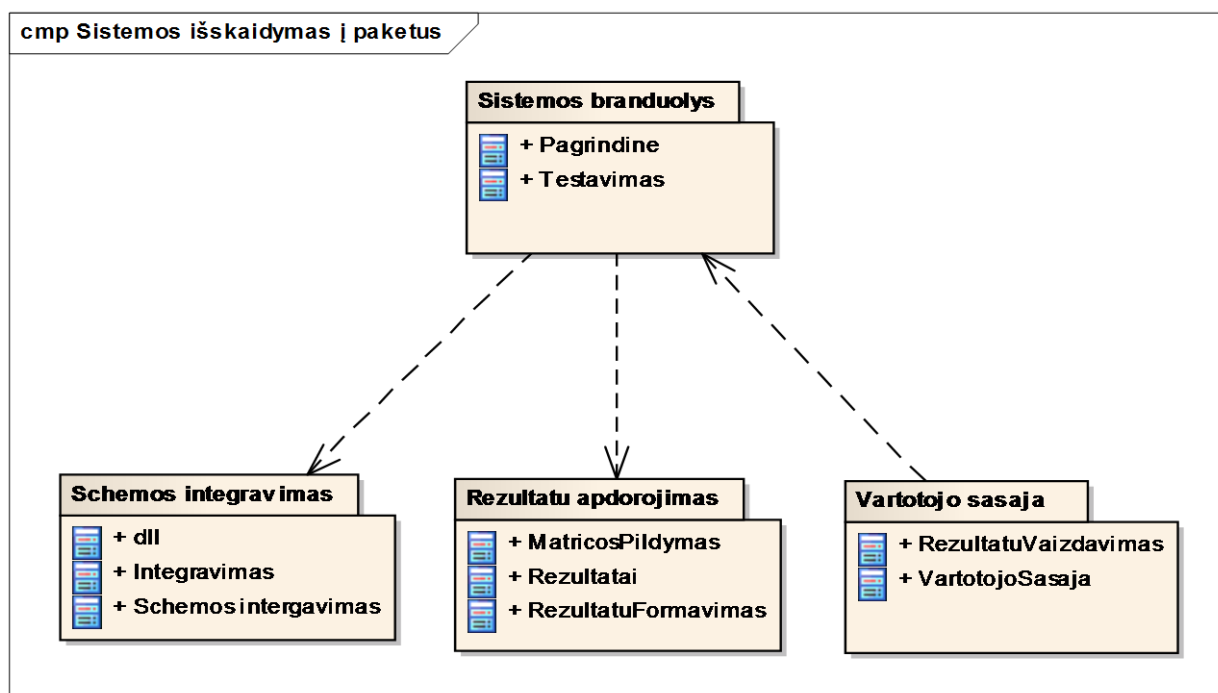 cmp Sistemos išskaidymas į paketus
Sistemos branduolys
+ Pagrindine
+ Testavimas
Schemos integravimas
+ dll
+ Integravimas
+ Schemos intergavimas
Rezultatu apdorojimas
+ MatricosPildymas
+ Rezultatai
+ RezultatuFormavimas
Vartotojo sasaja
+ RezultatuVaizdavimas
+ VartotojoSasaja